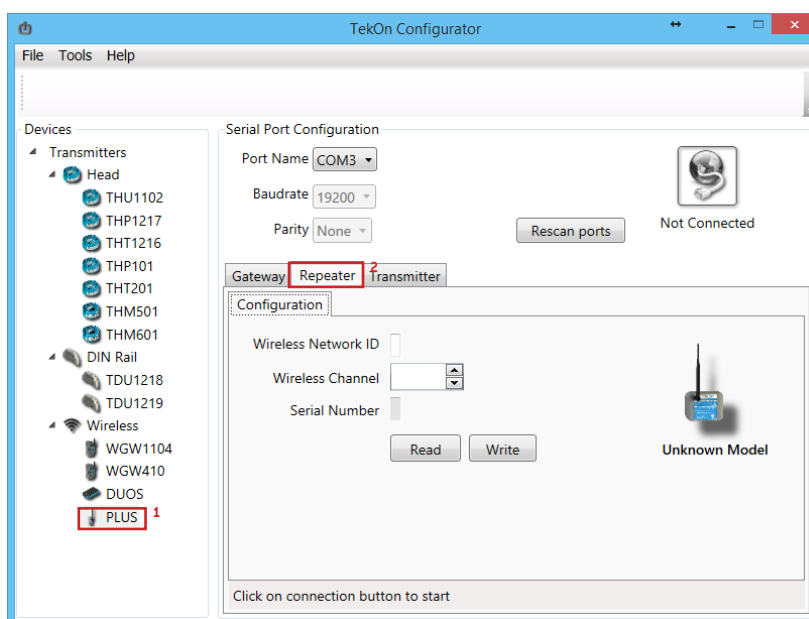 TekOn Configurator
File Tools Help
Devices
Transmitters
Head
THU1102
THP1217
THT1216
THP101
THT201
THM501
THM601
DIN Rail
TDU1218
TDU1219
Wireless
WGW1104
WGW410
DUOS
PLUS 1
Serial Port Configuration
Port Name COM3
Baudrate 19200
Parity None
Rescan ports
Not Connected
Gateway Repeater 2 Transmitter
Configuration
Wireless Network ID
Wireless Channel
Serial Number
Read Write
Unknown Model
Click on connection button to start